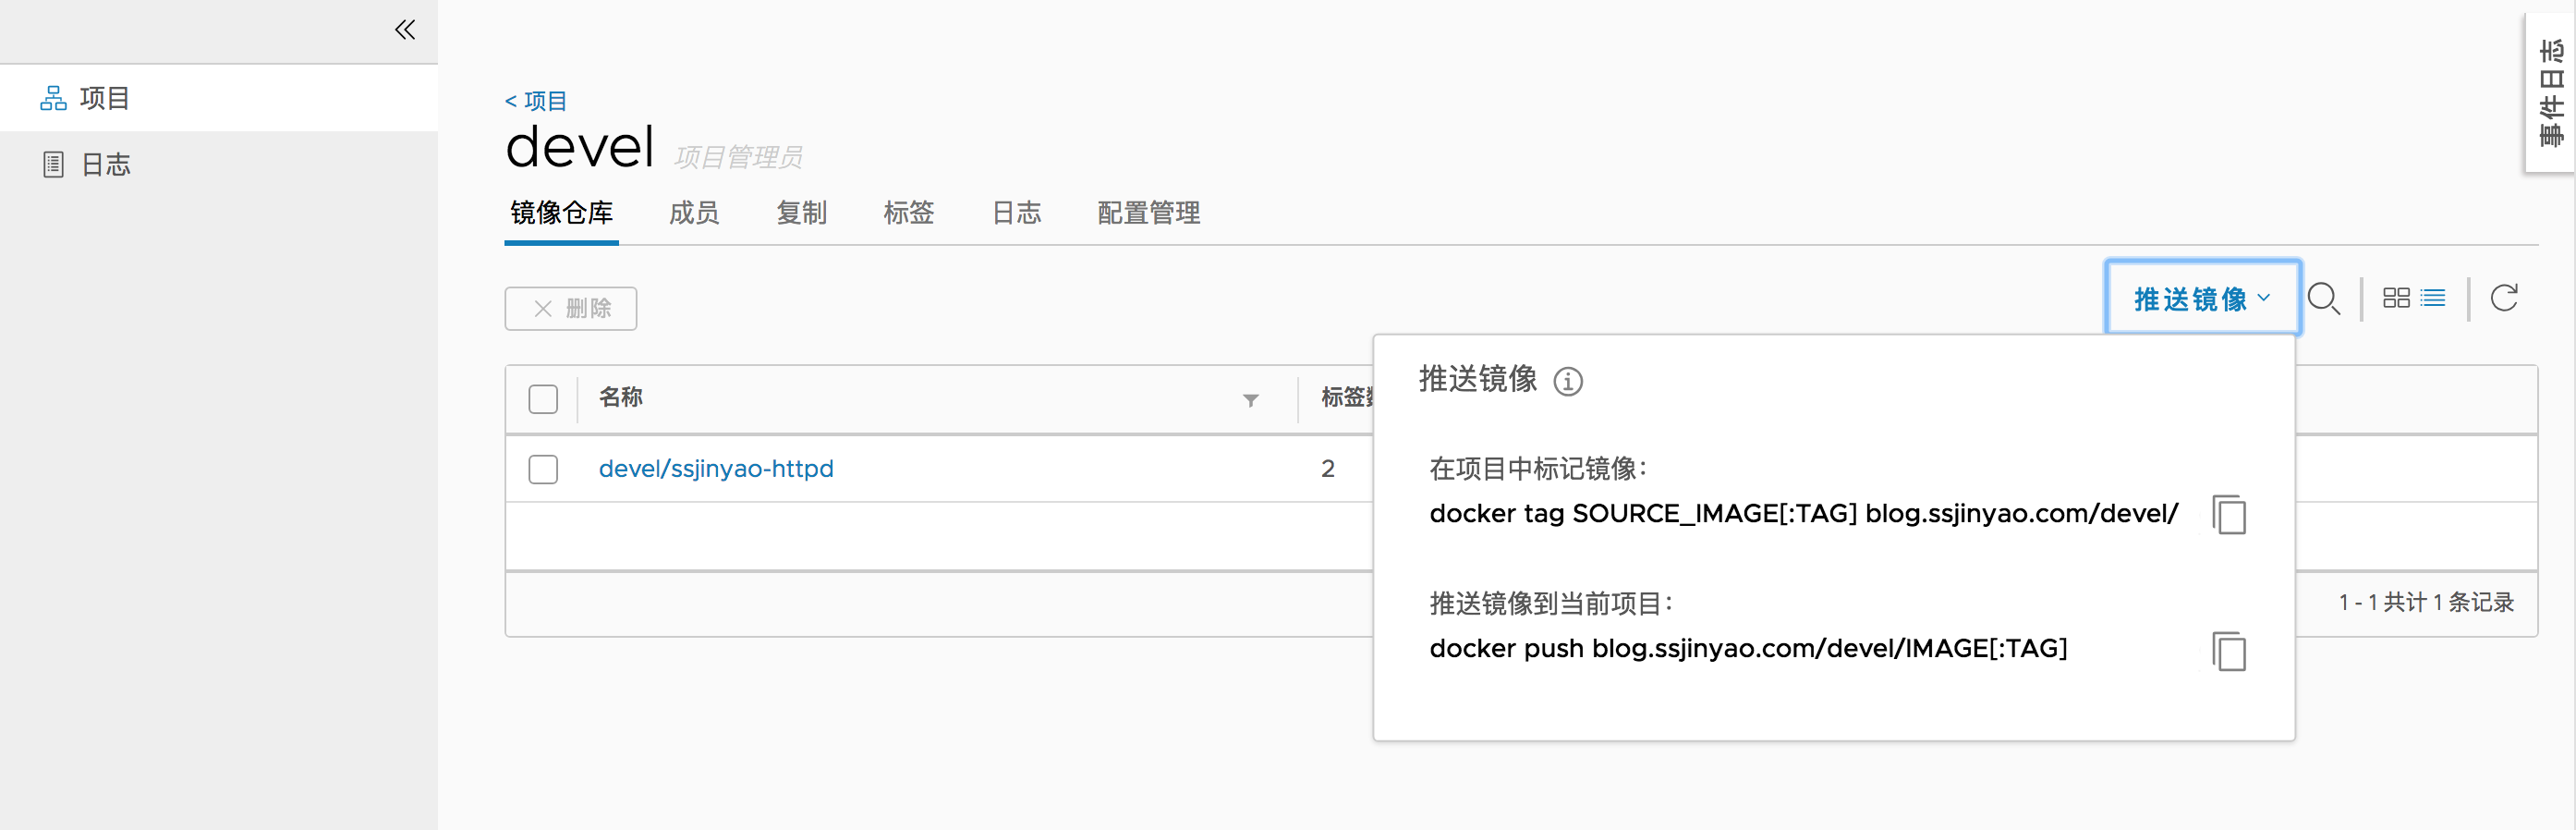 项目
日志
事件日志
< 项目
devel 项目管理员
镜像仓库 成员 复制 标签 日志 配置管理
删除
推送镜像
名称 标签
devel/ssjinyao-httpd 2
推送镜像
在项目中标记镜像：
docker tag SOURCE_IMAGE[:TAG] blog.ssjinyao.com/devel/
推送镜像到当前项目：
docker push blog.ssjinyao.com/devel/IMAGE[:TAG]
1 - 1 共计 1 条记录